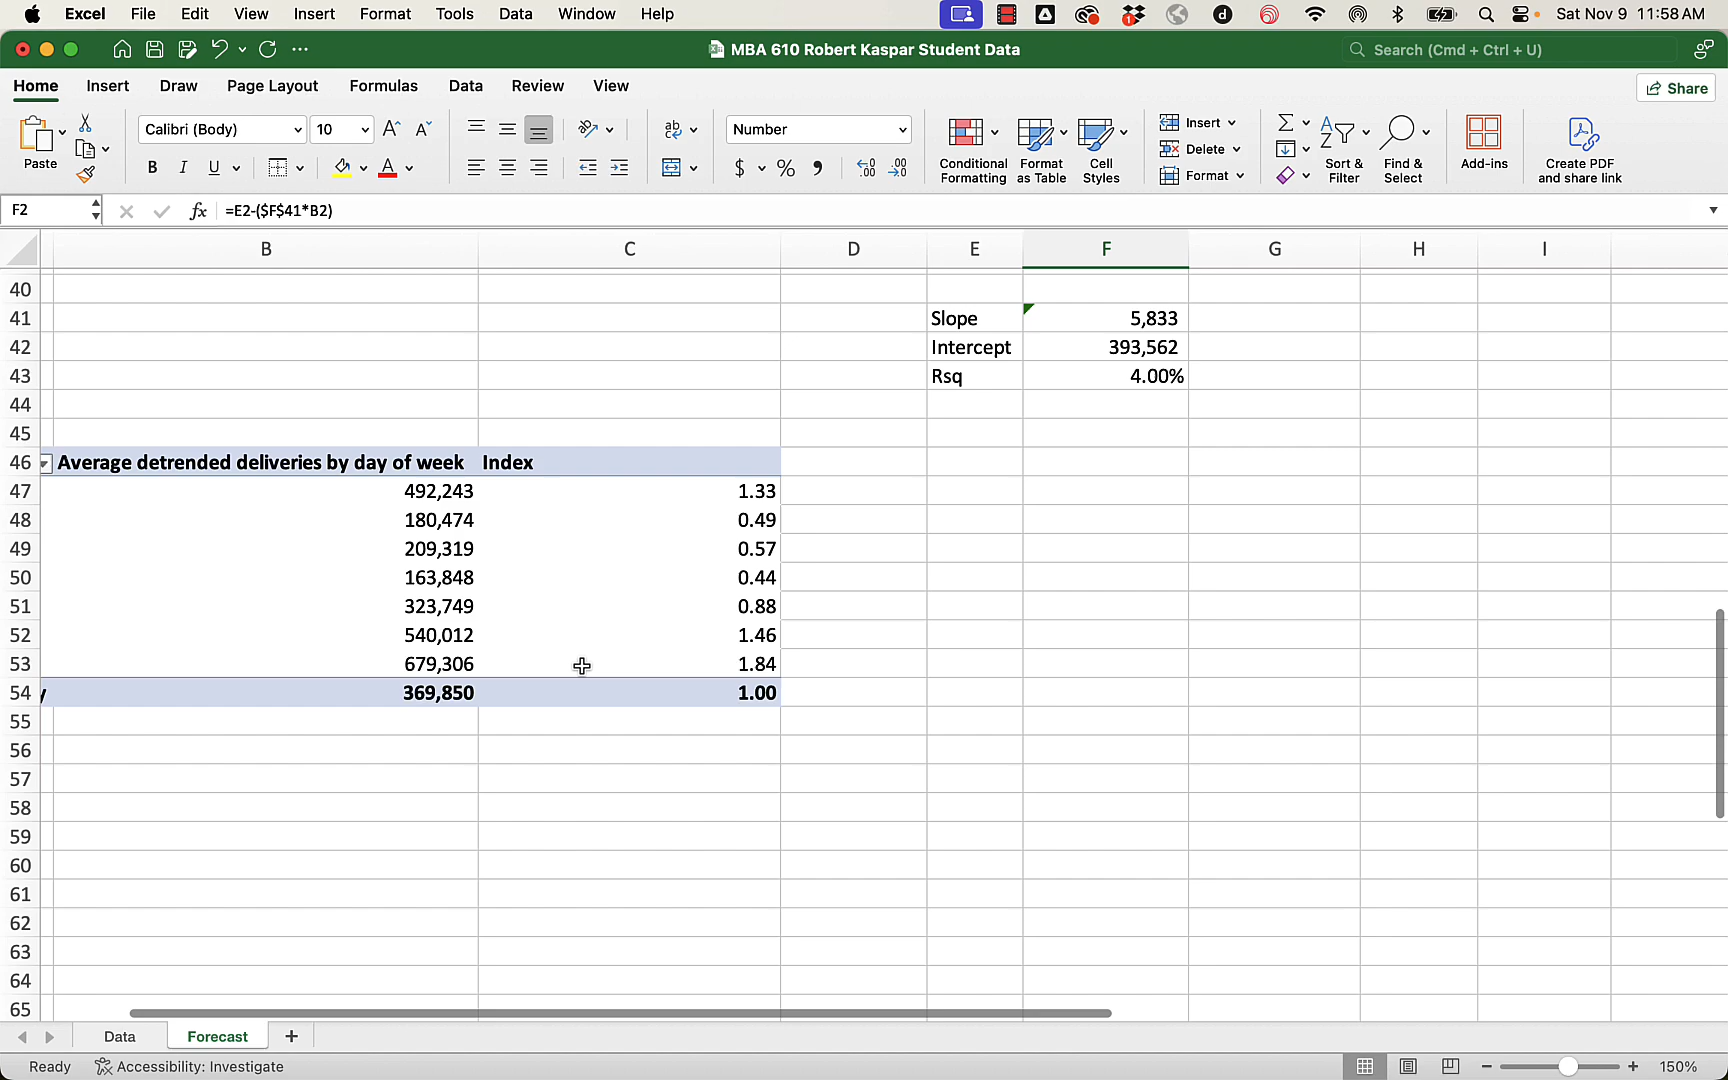 Excel File Edit View Insert Format Tools Data Window Help Sat Nov 9 11:58 AM
MBA 610 Robert Kaspar Student Data Search (Cmd + Ctrl + U)
Home Insert Draw Page Layout Formulas Data Review View Share
Calibri (Body) 10 Number Insert
Paste B I U $ % Conditional Formatting Format as Table Cell Styles Delete Format Sort & Filter Find & Select Add-ins Create PDF and share link
F2 fx =E2-($F$41*B2)
B C D E F G H I
40
41 Slope 5,833
42 Intercept 393,562
43 Rsq 4.00%
44
45
46 Average detrended deliveries by day of week Index
47 492,243 1.33
48 180,474 0.49
49 209,319 0.57
50 163,848 0.44
51 323,749 0.88
52 540,012 1.46
53 679,306 1.84
54 y 369,850 1.00
55
56
57
58
59
60
61
62
63
64
65
Data Forecast +
Ready Accessibility: Investigate 150%